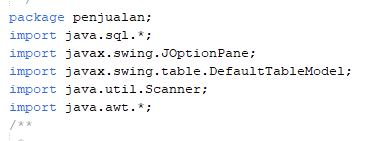 package penjualan;
import java.sql.*;
import javax.swing.JOptionPane;
import javax.swing.table.DefaultTableModel;
import java.util.Scanner;
import java.awt.*;
/**